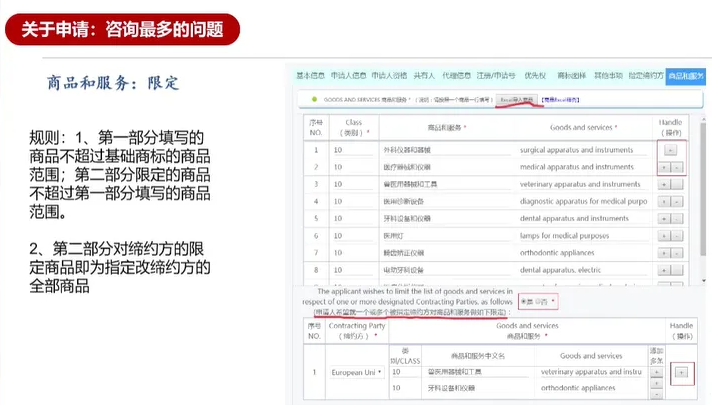 关于申请：咨询最多的问题
商品和服务：限定
规则：1、第一部分填写的
商品不超过基础商标的商品
范围；第二部分限定的商品
不超过第一部分填写的商品
范围。
2、第二部分对缔约方的限
定商品即为指定改缔约方的
全部商品
基本信息 申请人信息 申请人资格 共有人 代理信息 注册/申请号 优先权 商标图样 其他事项 指定缔约方 商品和服务
GOODS AND SERVICES 商品和服务 * （说明：请按照一个商品一行填写） Excel导入商品
序号 NO. Class（类别） * 商品和服务 * Goods and services * Handle（操作）
1 10 外科仪器和器械 surgical apparatus and instruments -
2 10 医疗器械和仪器 medical apparatus and instruments + -
3 10 兽医用器械和工具 veterinary apparatus and instruments + -
4 10 医用诊断设备 diagnostic apparatus for medical purpo + -
5 10 牙科设备和仪器 dental apparatus and instruments + -
6 10 医用灯 lamps for medical purposes + -
7 10 畸齿矫正仪器 orthodontic appliances + -
8 10 电动牙科设备 dental apparatus, electric + -
The applicant wishes to limit the list of goods and services in
respect of one or more designated Contracting Parties, as follows 是 否
(申请人希望就一个或多个被指定缔约方对商品和服务做如下限定)：
序号 NO. Contracting Party（缔约方） * Goods and services 商品和服务 * Handle（操作）
类别/CLASS 商品和服务中文名 Goods and services 添加多条
1 European Uni 10 兽医用器械和工具 veterinary apparatus and instru + +
10 牙科设备和仪器 orthodontic appliances + -